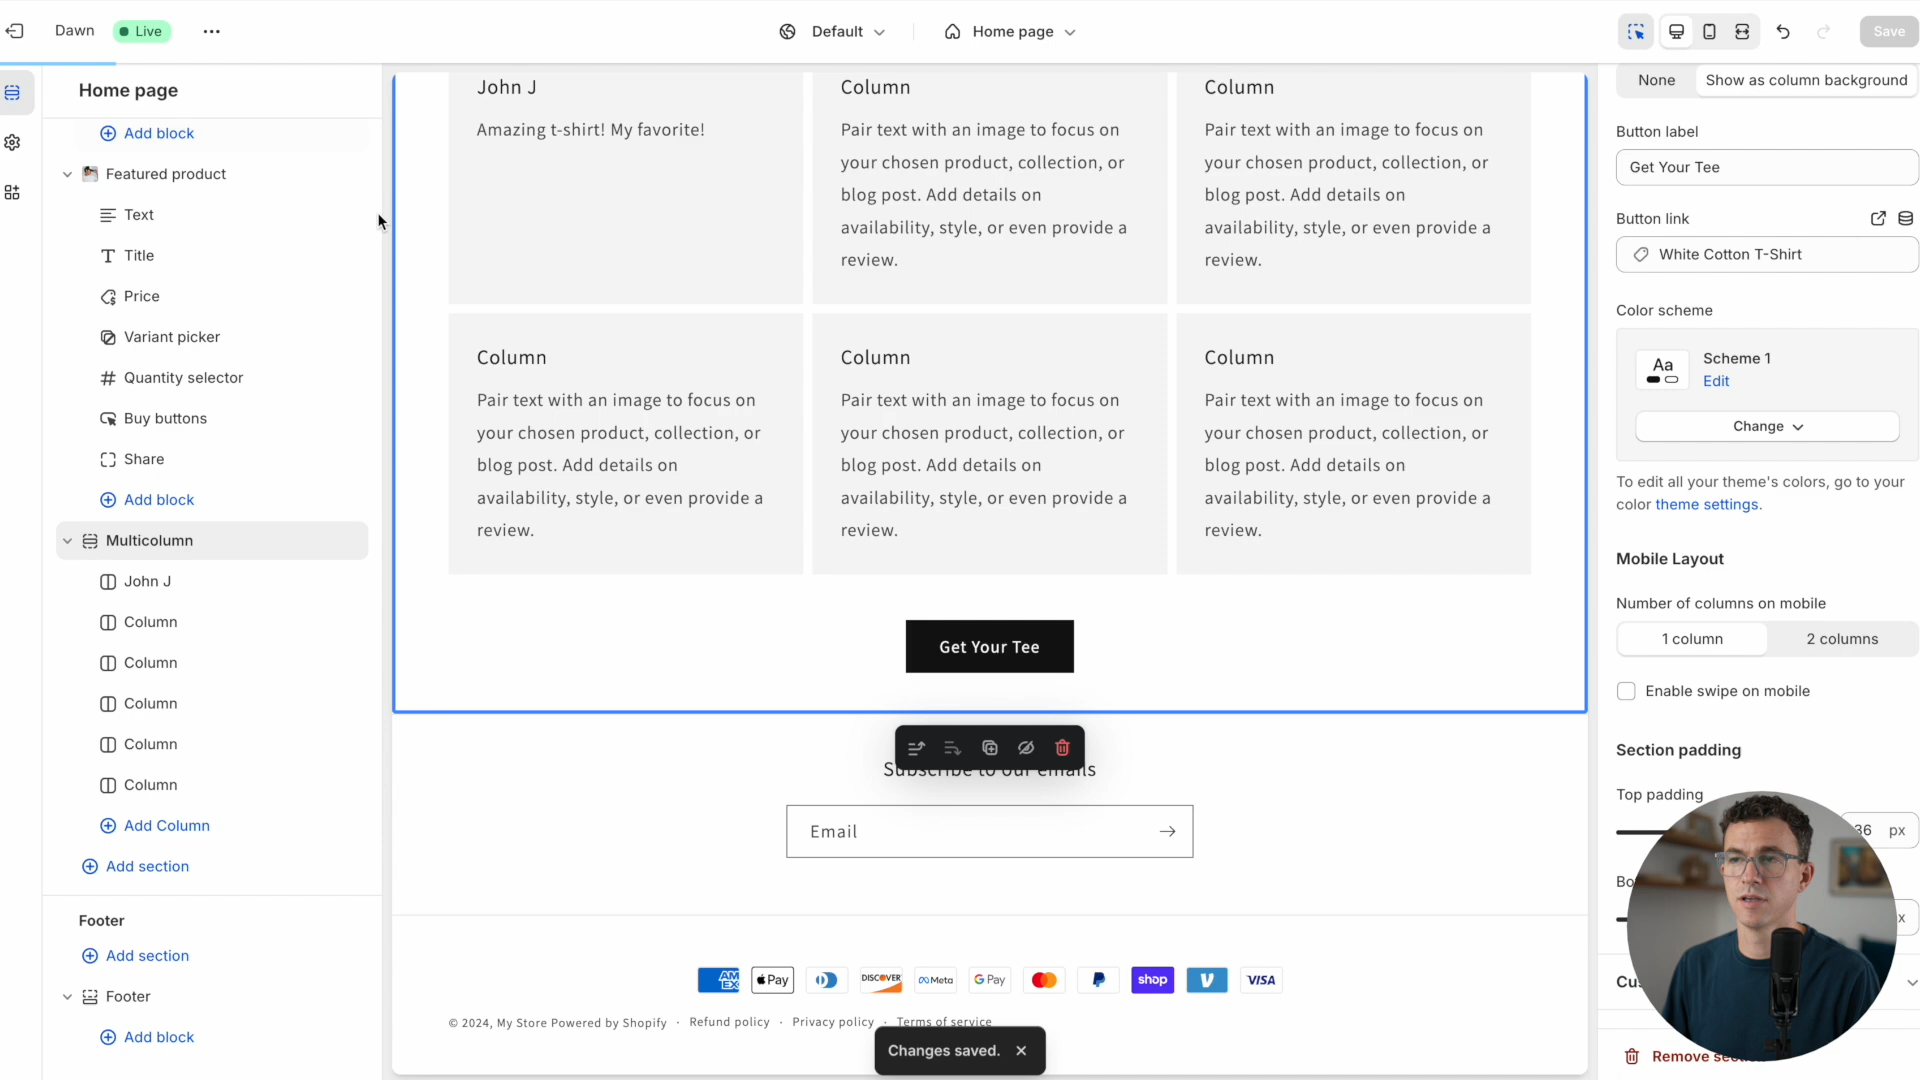 Dawn
Live
Default
Home page
Save
Home page
Add block
Featured product
Text
Title
Price
Variant picker
Quantity selector
Buy buttons
Share
Add block
Multicolumn
John J
Column
Column
Column
Column
Column
Add Column
Add section
Footer
Add section
Footer
Add block
John J
Amazing t-shirt! My favorite!
Column
Pair text with an image to focus on
your chosen product, collection, or
blog post. Add details on
availability, style, or even provide a
review.
Column
Pair text with an image to focus on
your chosen product, collection, or
blog post. Add details on
availability, style, or even provide a
review.
Column
Pair text with an image to focus on
your chosen product, collection, or
blog post. Add details on
availability, style, or even provide a
review.
Column
Pair text with an image to focus on
your chosen product, collection, or
blog post. Add details on
availability, style, or even provide a
review.
Column
Pair text with an image to focus on
your chosen product, collection, or
blog post. Add details on
availability, style, or even provide a
review.
Get Your Tee
Subscribe to our emails
Email
AM EX
Pay
DISCOVER
Meta
G Pay
shop
VISA
© 2024, My Store Powered by Shopify · Refund policy · Privacy policy · Terms of service
Changes saved.
None
Show as column background
Button label
Get Your Tee
Button link
White Cotton T-Shirt
Color scheme
Aa
Scheme 1
Edit
Change
To edit all your theme's colors, go to your
color theme settings.
Mobile Layout
Number of columns on mobile
1 column
2 columns
Enable swipe on mobile
Section padding
Top padding
36 px
Remove